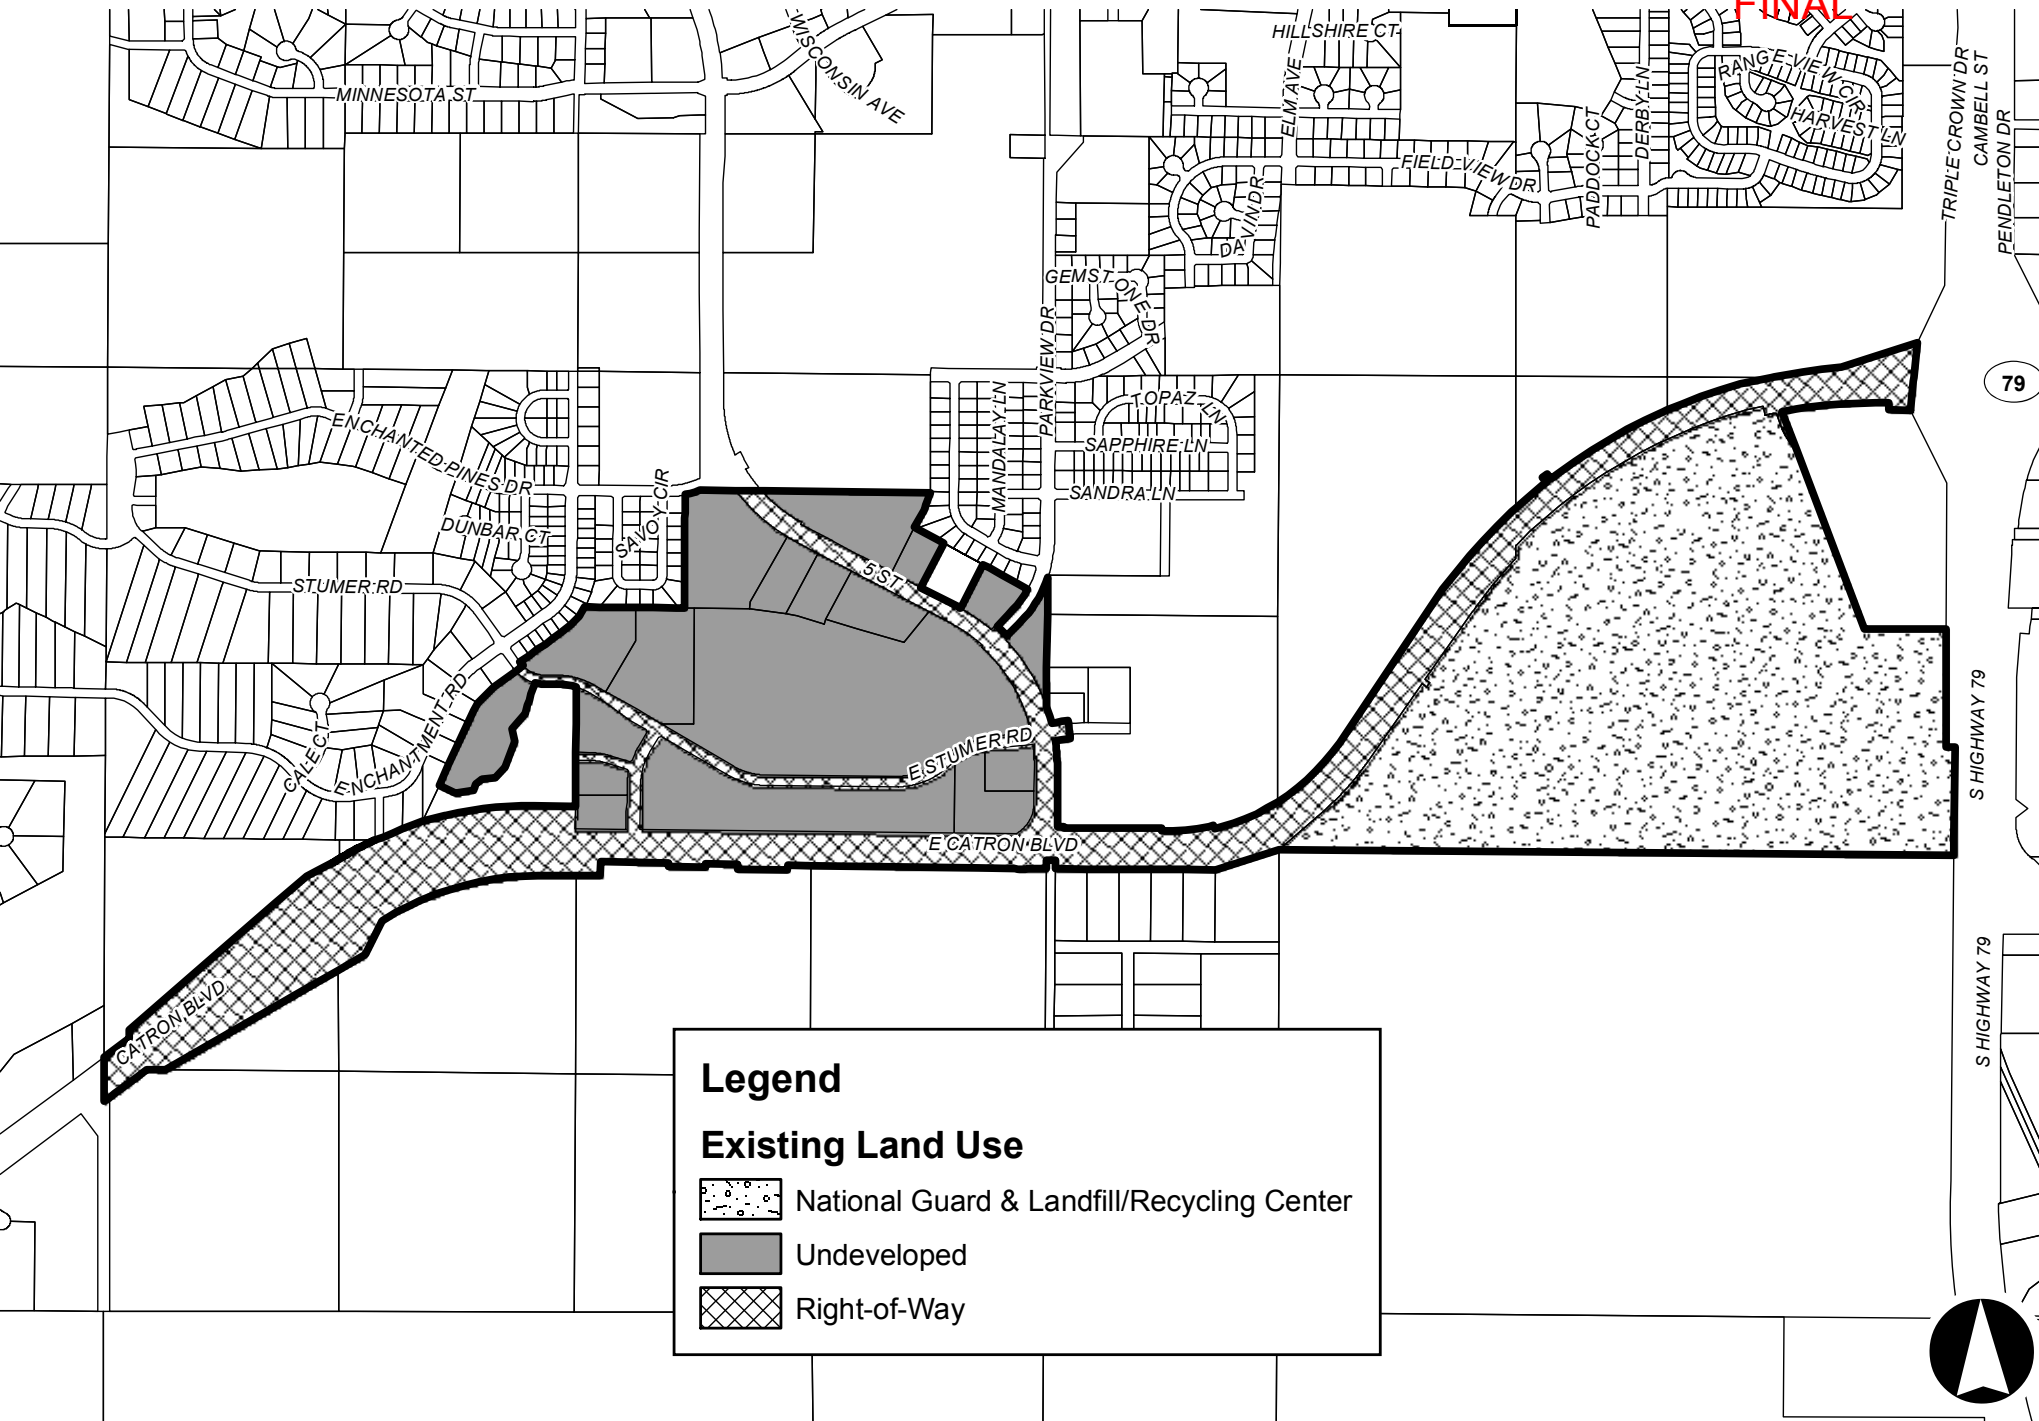 FINAL
WISCONSIN AVE
HILLSHIRE CT
RANGE VIEW CIR
MINNESOTA ST
ELM AVE
DERBY LN
PADDOCK CT
HARVEST LN
TRIPLE CROWN DR
CAMBELL ST
PENDLETON DR
FIELD VIEW DR
DAVIN DR
GEMSTONE DR
PARKVIEW DR
79
MANDALAY LN
TOPAZ LN
ENCHANTED PINES DR
SAPPHIRE LN
SANDRA LN
SAVOY CIR
DUNBAR CT
STUMER RD
5 ST
ENCHANTMENT RD
CALE CT
E STUMER RD
S HIGHWAY 79
E CATRON BLVD
CATRON BLVD
S HIGHWAY 79
Legend
Existing Land Use
National Guard & Landfill/Recycling Center
Undeveloped
Right-of-Way